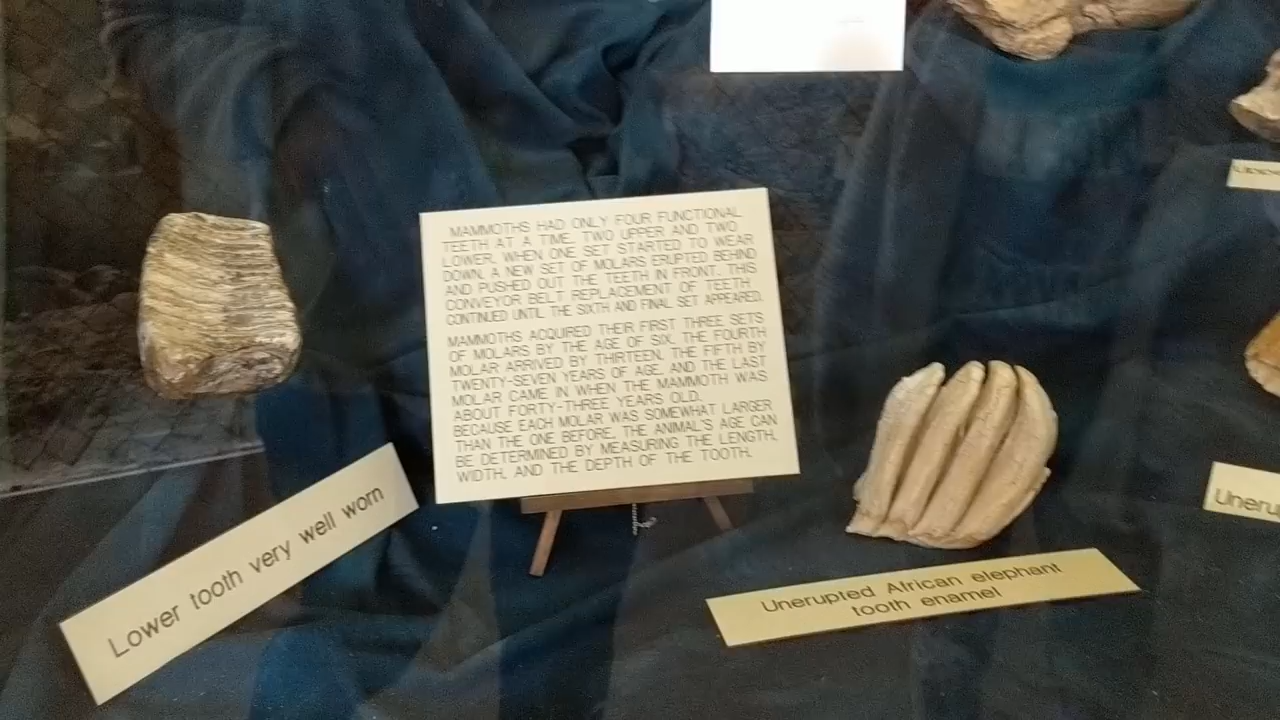 MAMMOTHS HAD ONLY FOUR FUNCTIONAL
TEETH AT A TIME, TWO UPPER AND TWO
LOWER. WHEN ONE SET STARTED TO WEAR
DOWN, A NEW SET OF MOLARS ERUPTED BEHIND
AND PUSHED OUT THE TEETH IN FRONT. THIS
CONVEYOR BELT REPLACEMENT OF TEETH
CONTINUED UNTIL THE SIXTH AND FINAL SET APPEARED.
MAMMOTHS ACQUIRED THEIR FIRST THREE SETS
OF MOLARS BY THE AGE OF SIX, THE FOURTH
MOLAR ARRIVED BY THIRTEEN, THE FIFTH BY
TWENTY-SEVEN YEARS OF AGE, AND THE LAST
MOLAR CAME IN WHEN THE MAMMOTH WAS
ABOUT FORTY-THREE YEARS OLD.
BECAUSE EACH MOLAR WAS SOMEWHAT LARGER
THAN THE ONE BEFORE, THE ANIMAL'S AGE CAN
BE DETERMINED BY MEASURING THE LENGTH,
WIDTH, AND THE DEPTH OF THE TOOTH.
Lower tooth very well worn
Unerupted African elephant
tooth enamel
Uneru